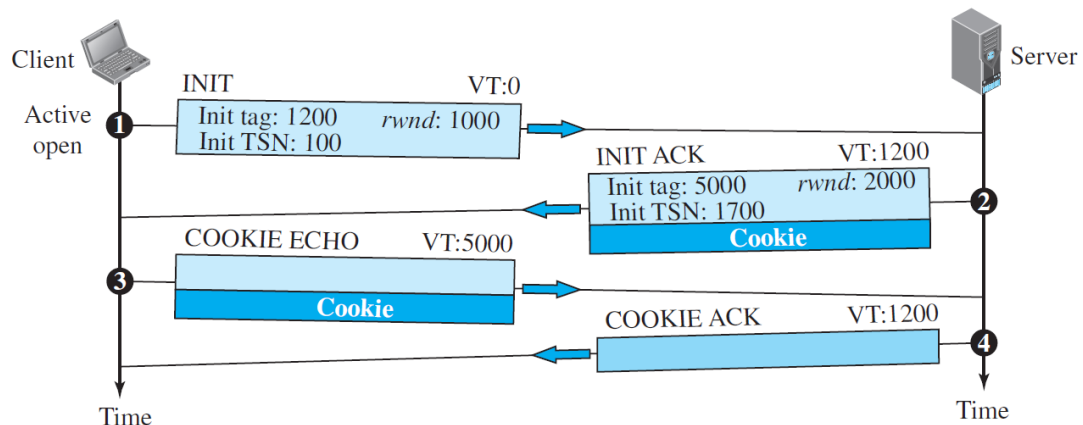 Client
Server
Active
open
1
INIT VT:0
Init tag: 1200 rwnd: 1000
Init TSN: 100
INIT ACK VT:1200
Init tag: 5000 rwnd: 2000
Init TSN: 1700
Cookie
2
COOKIE ECHO VT:5000
Cookie
3
COOKIE ACK VT:1200
4
Time
Time